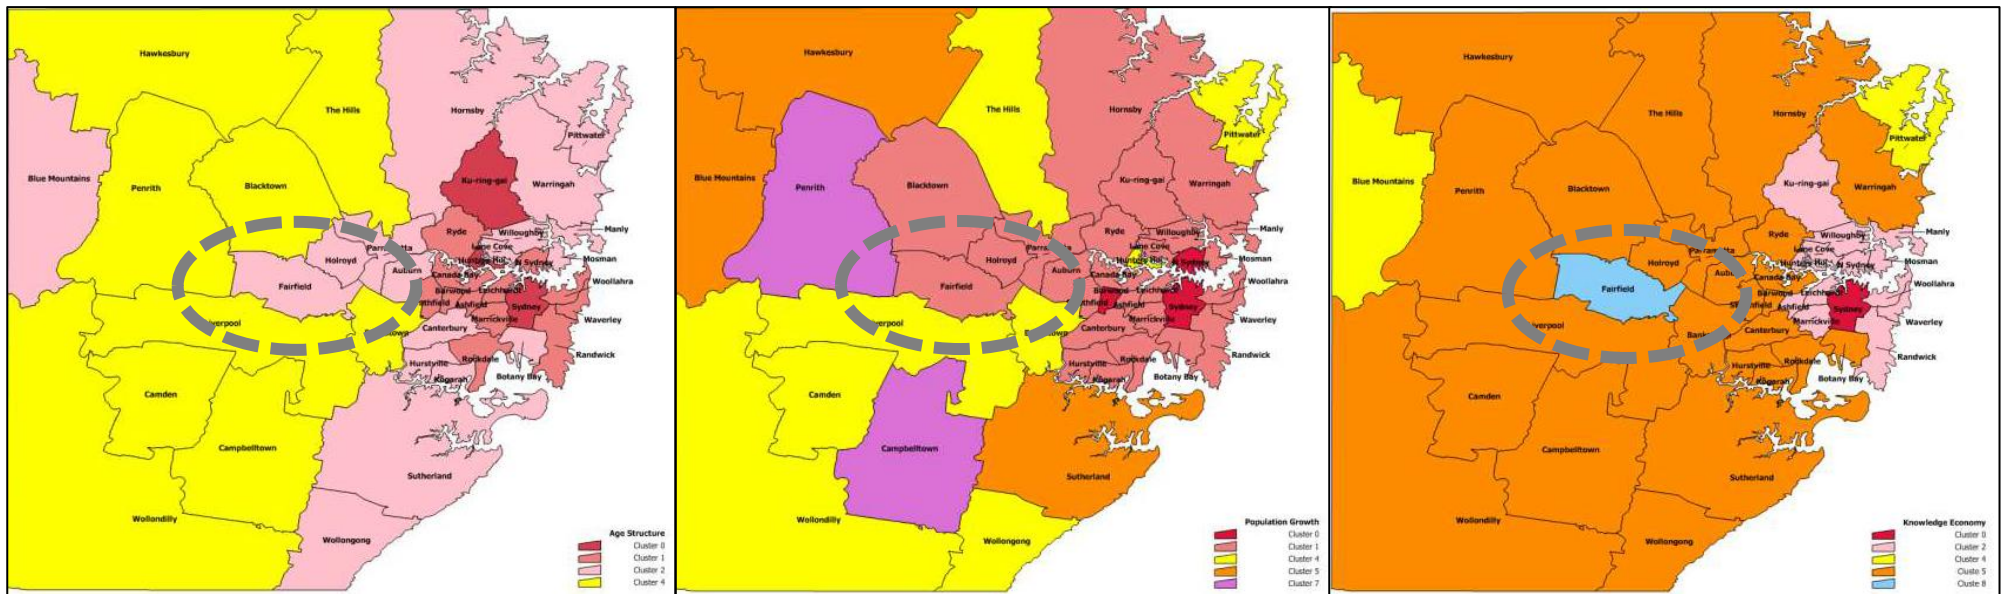 Hawkesbury
The Hills
Hornsby
Pittwater
Ku-ring-gai
Warringah
Blue Mountains
Penrith
Blacktown
Ryde
Willoughby
Manly
Lane Cove
Mosman
Holroyd
Auburn
Canada Bay
Woollahra
Fairfield
Leichhardt
Ashfield
Sydney
Marrickville
Waverley
Canterbury
Randwick
Rockdale
Hurstville
Kogarah
Botany Bay
Camden
Campbelltown
Sutherland
Wollondilly
Wollongong
Age Structure
Cluster 0
Cluster 1
Cluster 2
Cluster 4
Hawkesbury
The Hills
Hornsby
Pittwater
Ku-ring-gai
Warringah
Blue Mountains
Penrith
Blacktown
Ryde
Willoughby
Manly
Lane Cove
Mosman
N Sydney
Holroyd
Auburn
Canada Bay
Woollahra
Fairfield
Burwood
Ashfield
Sydney
Marrickville
Waverley
Canterbury
Randwick
Rockdale
Hurstville
Kogarah
Botany Bay
Camden
Campbelltown
Sutherland
Wollondilly
Wollongong
Population Growth
Cluster 0
Cluster 1
Cluster 4
Cluster 5
Cluster 7
Hawkesbury
The Hills
Hornsby
Pittwater
Ku-ring-gai
Warringah
Blue Mountains
Penrith
Blacktown
Ryde
Willoughby
Manly
Lane Cove
Mosman
N Sydney
Holroyd
Canada Bay
Woollahra
Fairfield
Burwood
Ashfield
Sydney
Marrickville
Waverley
Canterbury
Randwick
Rockdale
Hurstville
Kogarah
Botany Bay
Camden
Campbelltown
Sutherland
Wollondilly
Wollongong
Knowledge Economy
Cluster 0
Cluster 2
Cluster 4
Cluste 5
Cluste 8